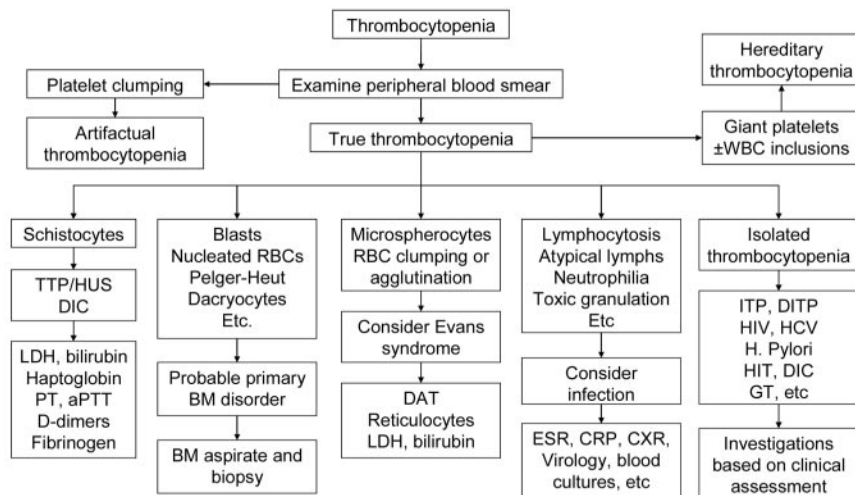 Thrombocytopenia
Examine peripheral blood smear
Platelet clumping
Artifactual
thrombocytopenia
True thrombocytopenia
Hereditary
thrombocytopenia
Giant platelets
±WBC inclusions
Schistocytes
TTP/HUS
DIC
LDH, bilirubin
Haptoglobin
PT, aPTT
D-dimers
Fibrinogen
Blasts
Nucleated RBCs
Pelger-Heut
Dacryocytes
Etc.
Probable primary
BM disorder
BM aspirate and
biopsy
Microspherocytes
RBC clumping or
agglutination
Consider Evans
syndrome
DAT
Reticulocytes
LDH, bilirubin
Lymphocytosis
Atypical lymphs
Neutrophilia
Toxic granulation
Etc
Consider
infection
ESR, CRP, CXR,
Virology, blood
cultures, etc
Isolated
thrombocytopenia
ITP, DITP
HIV, HCV
H. Pylori
HIT, DIC
GT, etc
Investigations
based on clinical
assessment